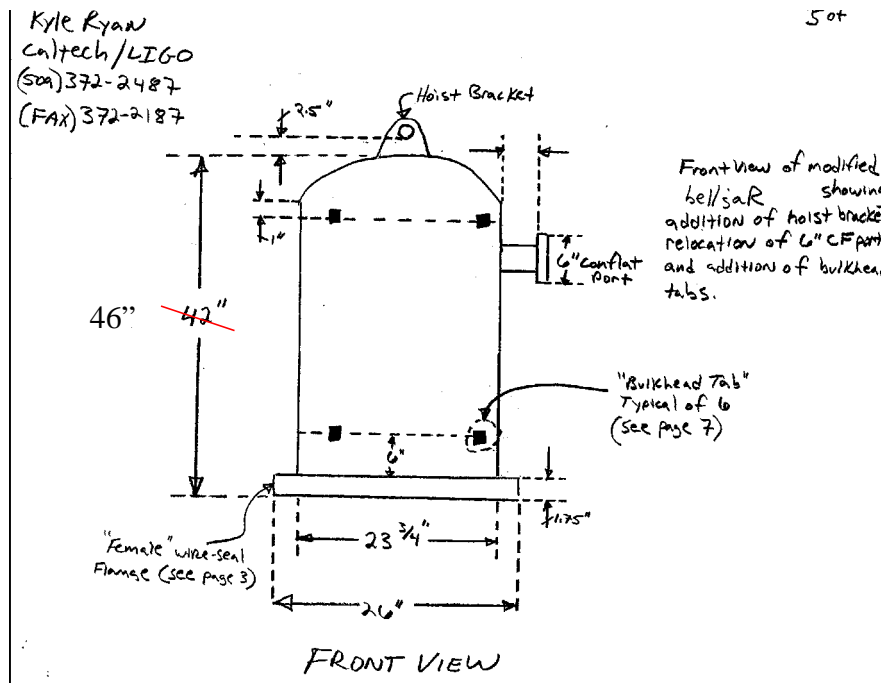 Kyle Ryan
Caltech/LIGO
(509)372-2487
(FAX)372-2187
5 of
Hoist Bracket
2.5"
Front View of modified
bell jaR showing
addition of hoist bracket
relocation of 6" CF port
and addition of bulkhead
tabs.
1"
6" conflat
port
46” 42"
"Bulkhead Tab"
Typical of 6
(see page 7)
6"
1.75"
23 3/4"
"Female" wire-seal
Flange (see page 3)
26"
FRONT VIEW